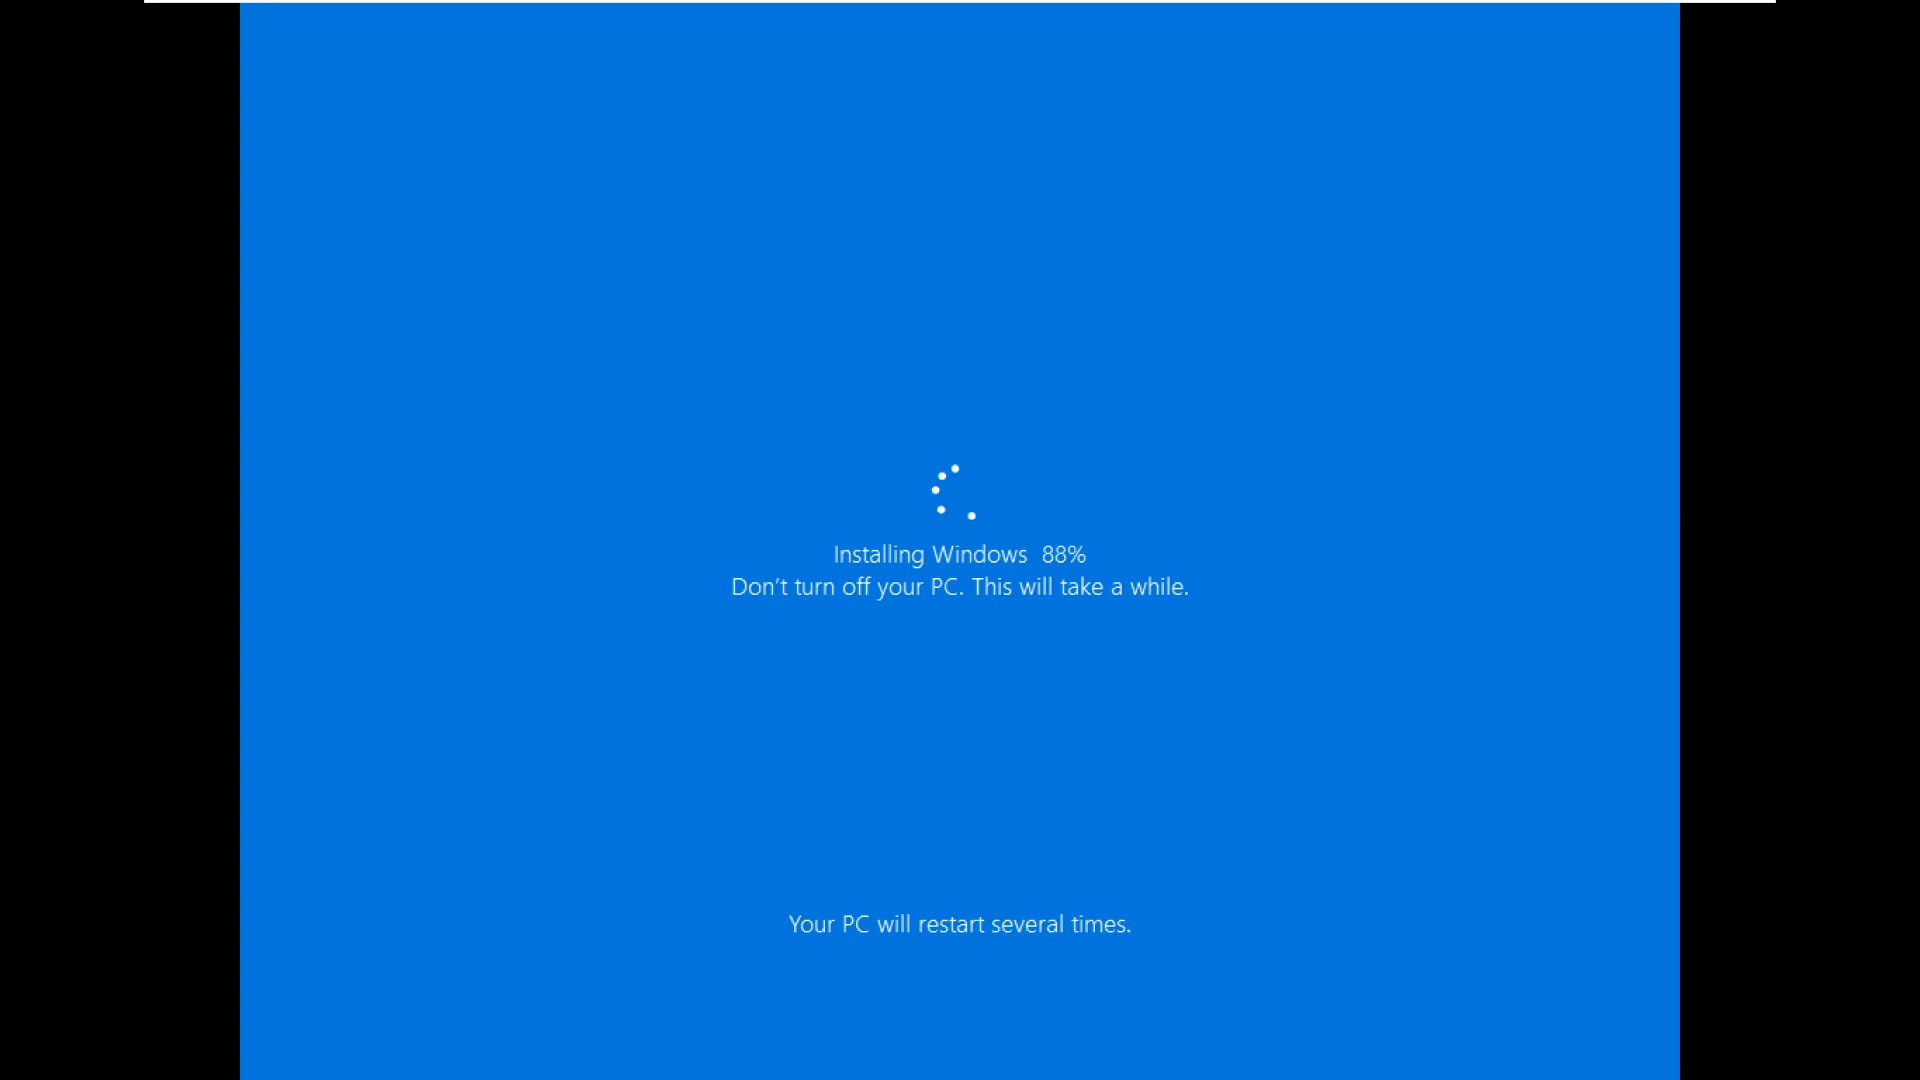 Installing Windows  88%
Don’t turn off your PC. This will take a while.
Your PC will restart several times.